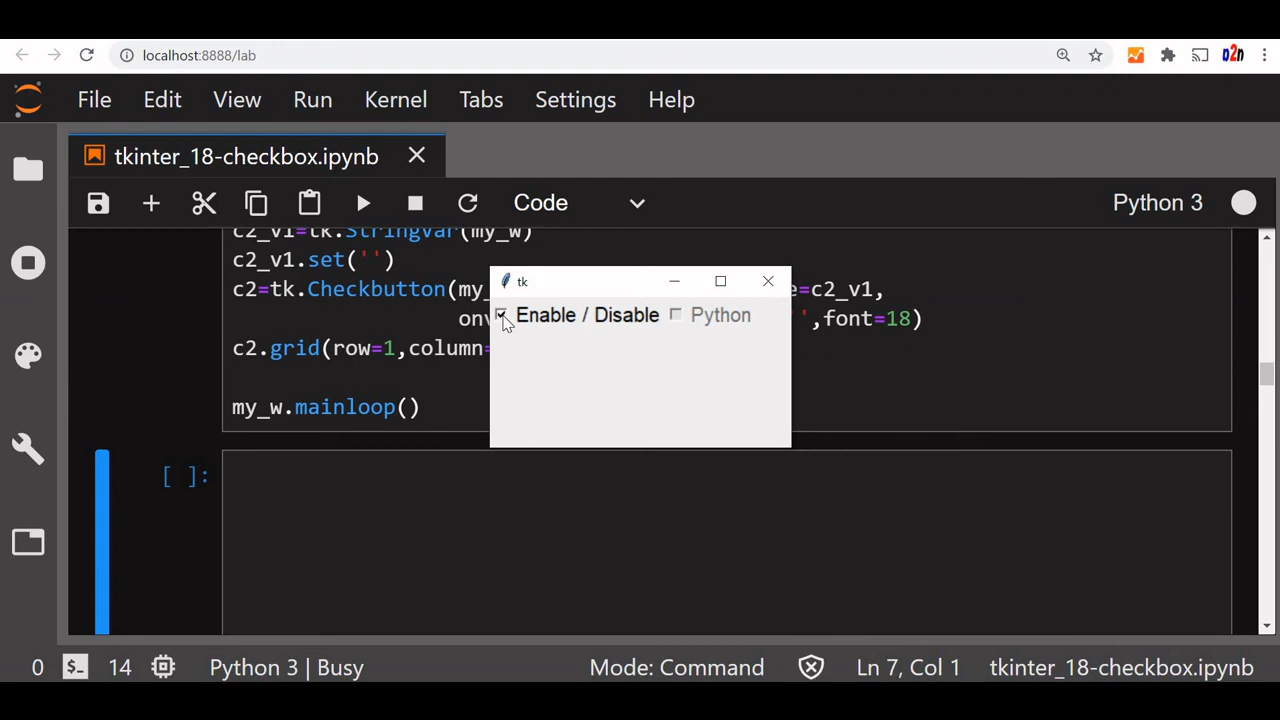 localhost:8888/lab
File Edit View Run Kernel Tabs Settings Help
tkinter_18-checkbox.ipynb
Code
Python 3
c2_v1=tk.StringVar(my_w)
c2_v1.set('')
c2=tk.Checkbutton(my_ e=c2_v1,
tk
Enable / Disable Python
onv ',font=18)
c2.grid(row=1,column=
my_w.mainloop()
[ ]:
0 $_ 14 Python 3 | Busy Mode: Command Ln 7, Col 1 tkinter_18-checkbox.ipynb